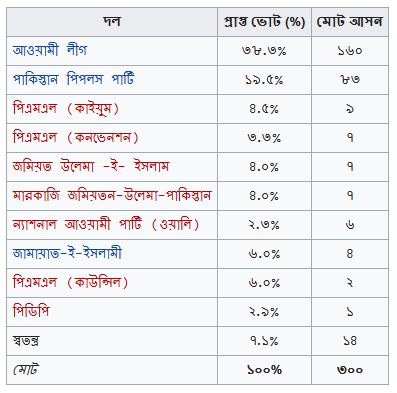 দল প্রাপ্ত ভোট (%) মোট আসন
আওয়ামী লীগ ৩৮.৩% ১৬০
পাকিস্তান পিপলস পার্টি ১৯.৫% ৮৩
পিএমএল (কাইয়ুম) ৪.৫% ৯
পিএমএল (কনভেনশন) ৩.৩% ৭
জমিয়ত উলেমা -ই- ইসলাম ৪.০% ৭
মারকাজি জমিয়তন-উলেমা-পাকিস্তান ৪.০% ৭
ন্যাশনাল আওয়ামী পার্টি (ওয়ালি) ২.৩% ৬
জামায়াত-ই-ইসলামী ৬.০% ৪
পিএমএল (কাউন্সিল) ৬.০% ২
পিডিপি ২.৯% ১
স্বতন্ত্র ৭.১% ১৪
মোট ১০০% ৩০০